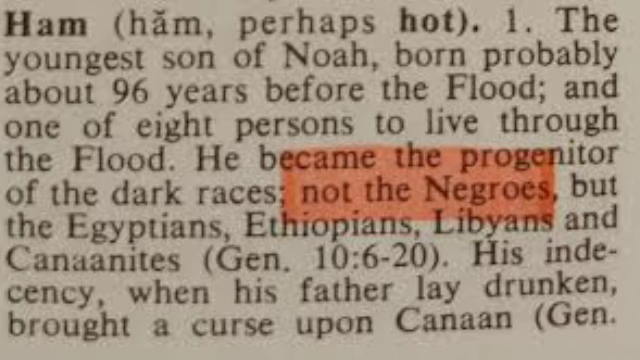 Ham (hăm, perhaps hot). 1. The
youngest son of Noah, born probably
about 96 years before the Flood; and
one of eight persons to live through
the Flood. He became the progenitor
of the dark races; not the Negroes, but
the Egyptians, Ethiopians, Libyans and
Canaanites (Gen. 10:6-20). His inde-
cency, when his father lay drunken,
brought a curse upon Canaan (Gen.